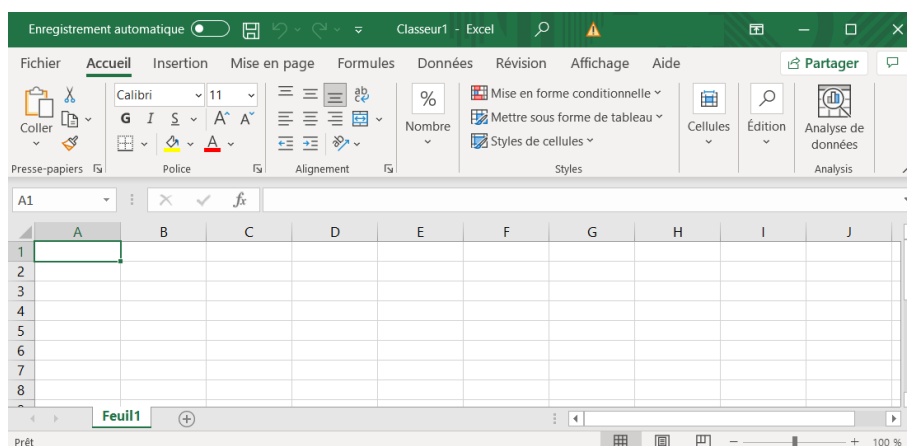 Enregistrement automatique Classeur1 - Excel
Fichier Accueil Insertion Mise en page Formules Données Révision Affichage Aide Partager
Coller
Calibri 11
G I S A A
ab c
A
% Nombre
Mise en forme conditionnelle
Mettre sous forme de tableau
Styles de cellules
Cellules
Édition
Analyse de
données
Presse-papiers Police Alignement Styles Analysis
A1 fx
A B C D E F G H I J
1
2
3
4
5
6
7
8
Feuil1
Prêt 100 %